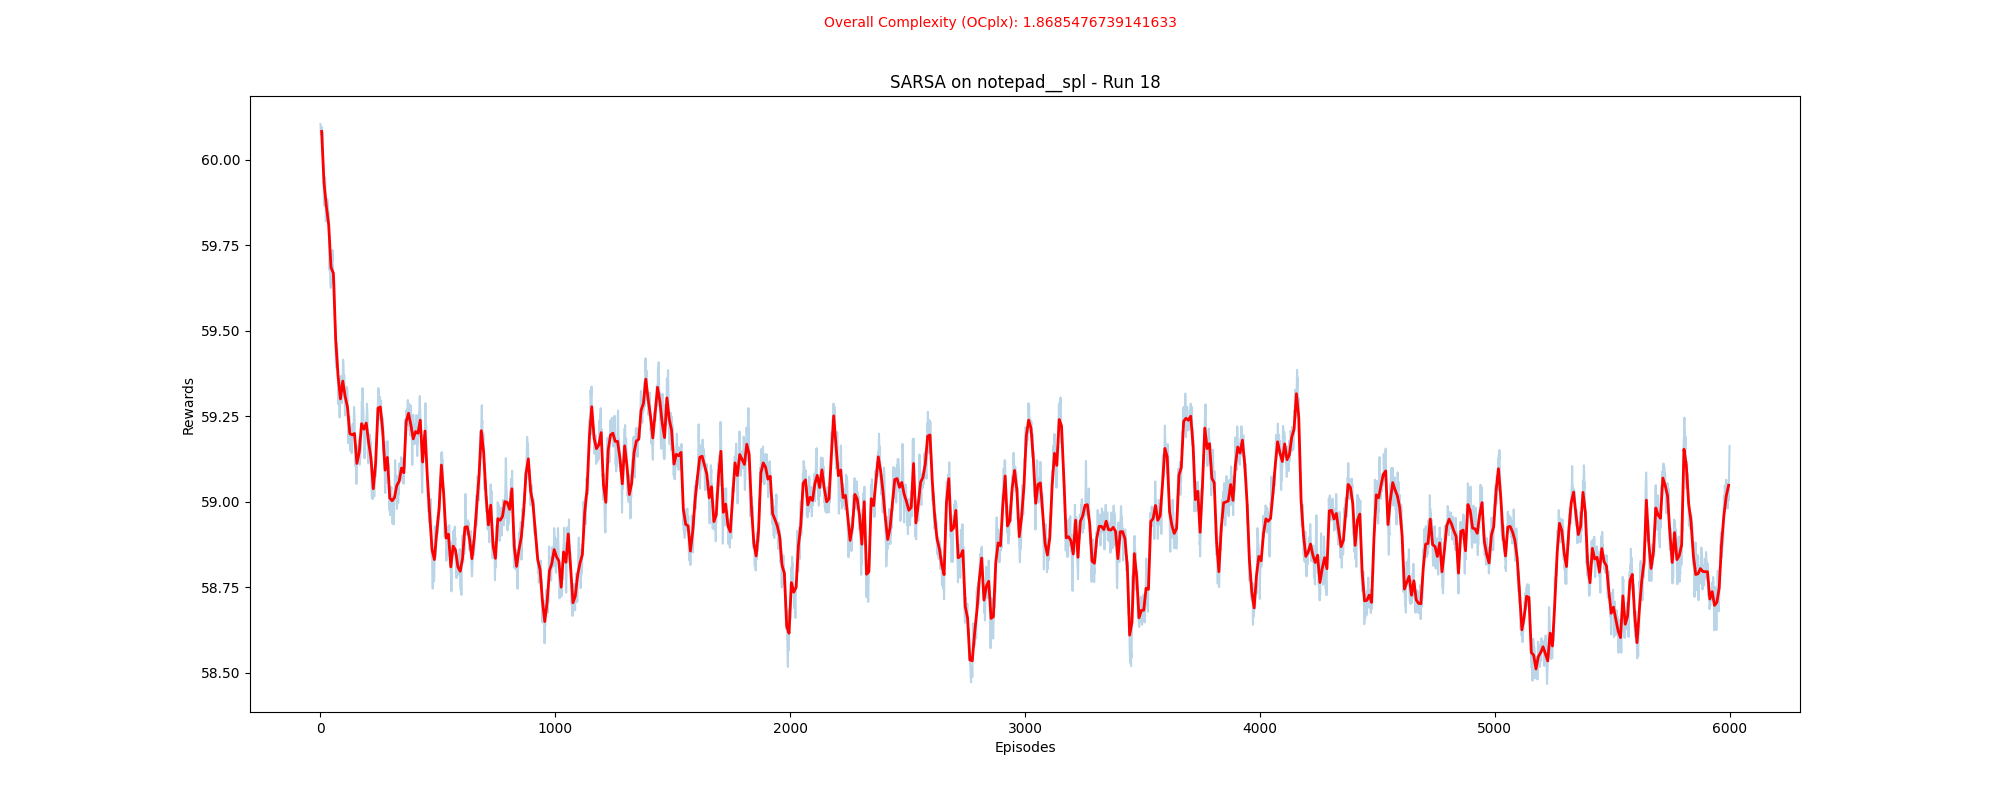 Overall Complexity (OCplx): 1.8685476739141633
SARSA on notepad__spl - Run 18
60.00
59.75
59.50
59.25
59.00
58.75
58.50
Rewards
0 1000 2000 3000 4000 5000 6000
Episodes